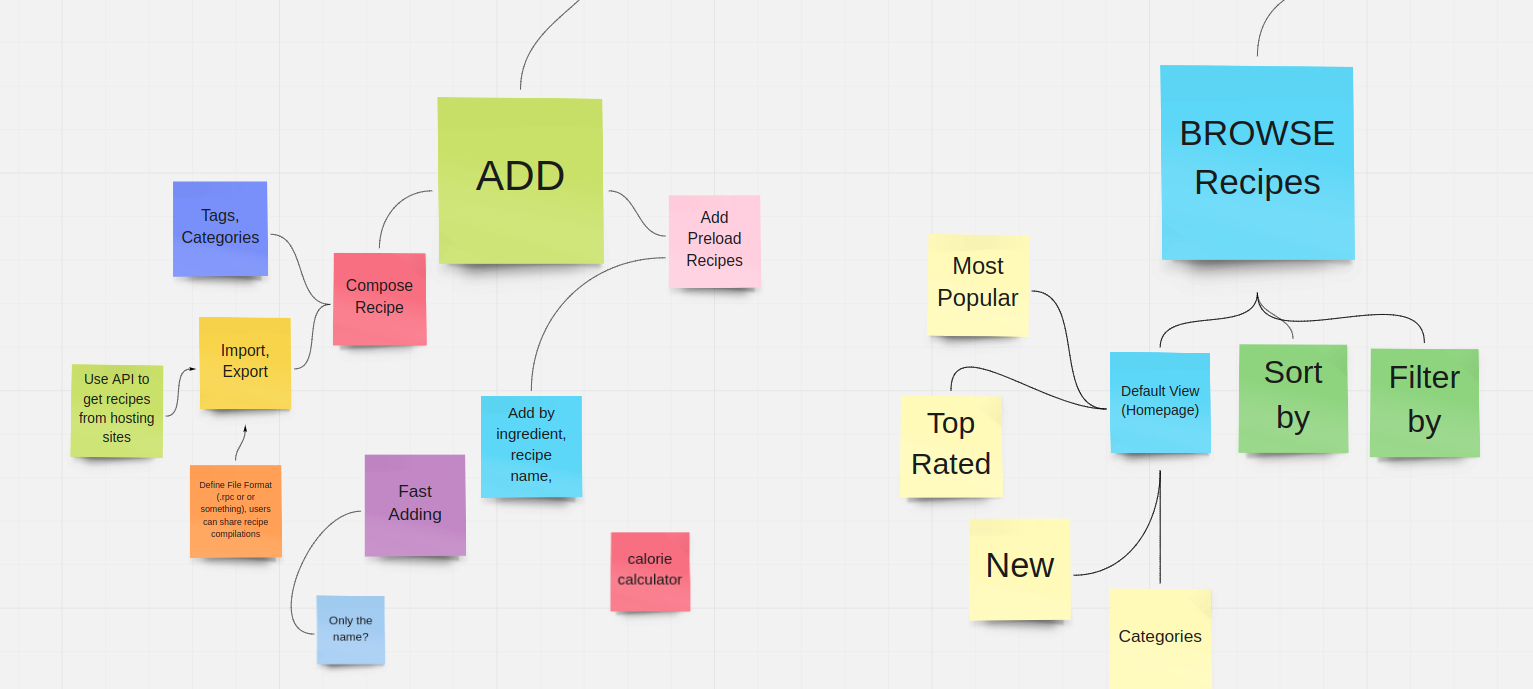 ADD
Tags,
Categories
Compose
Recipe
Add
Preload
Recipes
Import,
Export
Use API to
get recipes
from hosting
sites
Define File Format
(.rpc or or
something), users
can share recipe
compilations
Fast
Adding
Only the
name?
Add by
ingredient,
recipe
name,
calorie
calculator
BROWSE
Recipes
Most
Popular
Top
Rated
New
Default View
(Homepage)
Sort
by
Filter
by
Categories